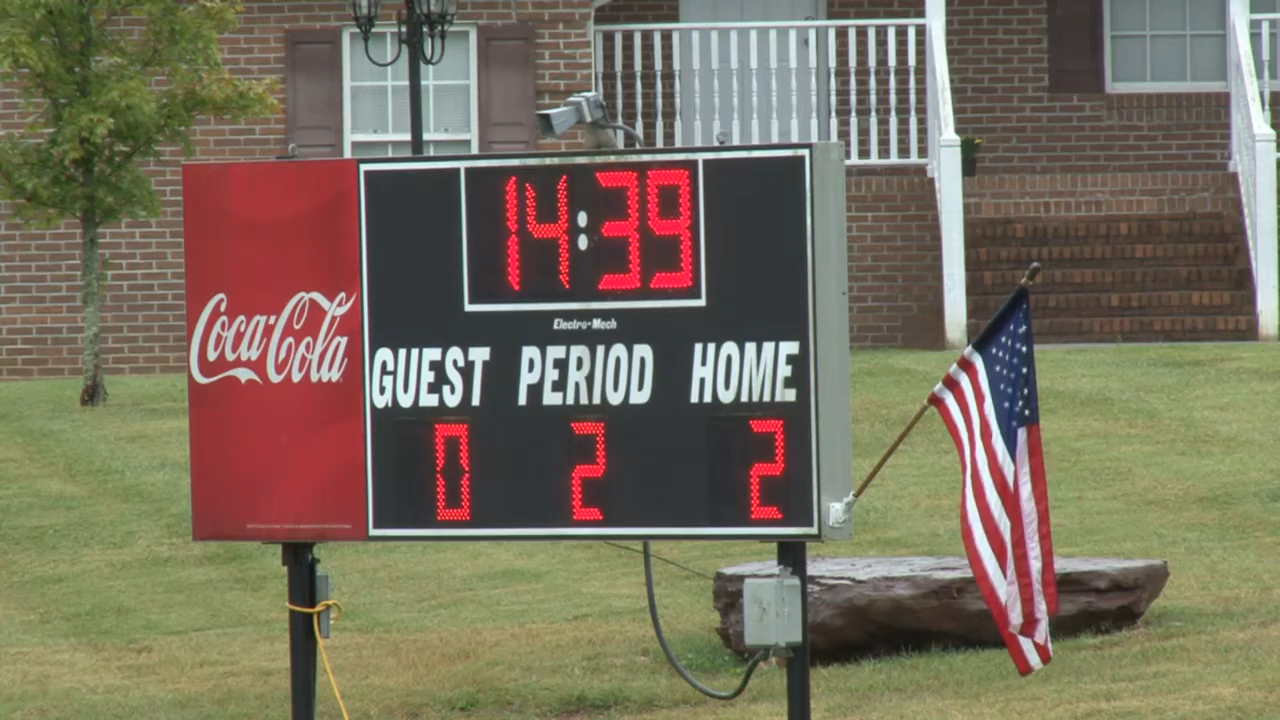 14:39
Coca-Cola
Electro-Mech
GUEST PERIOD HOME
0 2 2